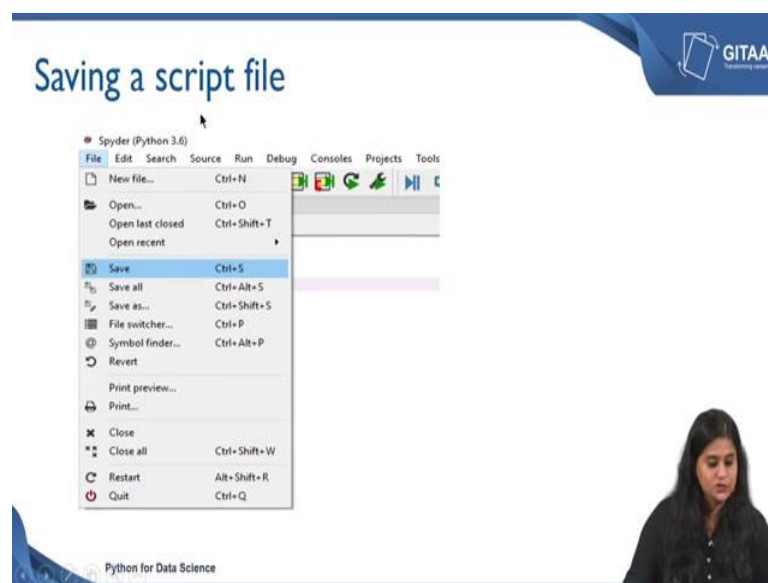 GITAA
Saving a script file
Spyder (Python 3.6)
File Edit Search Source Run Debug Consoles Projects Tools
New file... Ctrl+N
Open... Ctrl+O
Open last closed Ctrl+Shift+T
Open recent
Save Ctrl+S
Save all Ctrl+Alt+S
Save as... Ctrl+Shift+S
File switcher... Ctrl+P
Symbol finder... Ctrl+Alt+P
Revert
Print preview...
Print...
Close
Close all Ctrl+Shift+W
Restart Alt+Shift+R
Quit Ctrl+Q
Python for Data Science